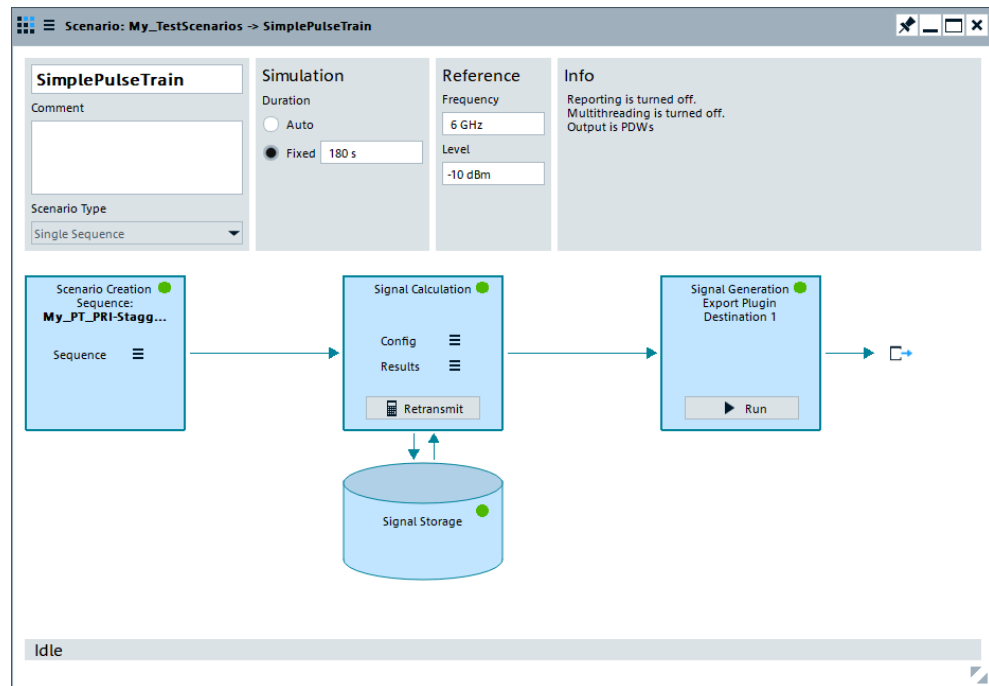 Scenario: My_TestScenarios -> SimplePulseTrain
SimplePulseTrain
Comment
Scenario Type
Single Sequence
Simulation
Duration
Auto
Fixed 180 s
Reference
Frequency
6 GHz
Level
-10 dBm
Info
Reporting is turned off.
Multithreading is turned off.
Output is PDWs
Scenario Creation
Sequence:
My_PT_PRI-Stagg...
Sequence
Signal Calculation
Config
Results
Retransmit
Signal Storage
Signal Generation
Export Plugin
Destination 1
Run
Idle